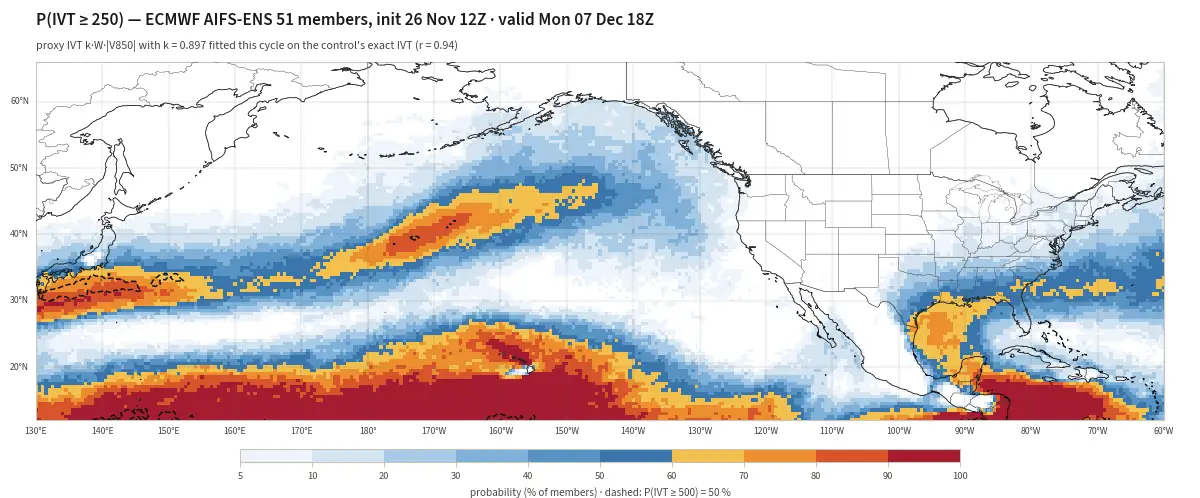 P(IVT ≥ 250) — ECMWF AIFS-ENS 51 members, init 26 Nov 12Z · valid Mon 07 Dec 18Z
proxy IVT k·W·|V850| with k = 0.897 fitted this cycle on the control's exact IVT (r = 0.94)
60°N
50°N
40°N
30°N
20°N
130°E 140°E 150°E 160°E 170°E 180° 170°W 160°W 150°W 140°W 130°W 120°W 110°W 100°W 90°W 80°W 70°W 60°W
5 10 20 30 40 50 60 70 80 90 100
probability (% of members) · dashed: P(IVT ≥ 500) = 50 %